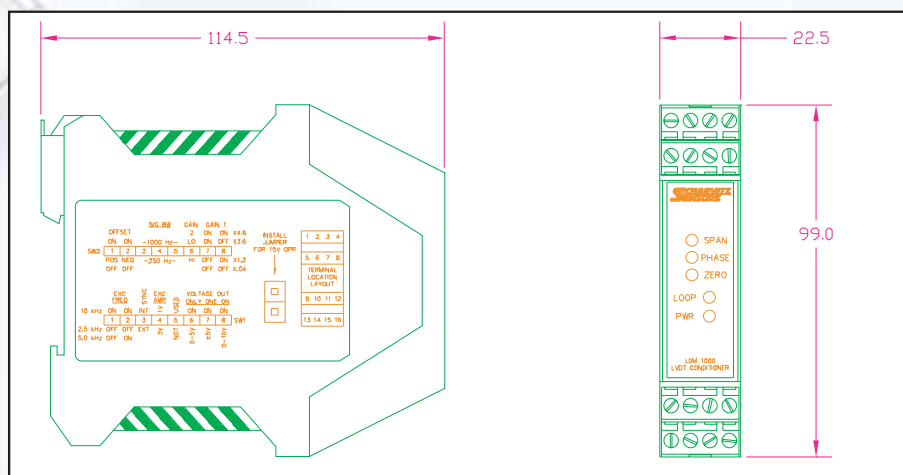 114.5
22.5
99.0
OFFSET SIG BW GAIN GAIN 1
2 ON ON X4.6
ON ON -1000 Hz- LO ON OFF X3.6
SW2 1 2 3 4 5 6 7 8
POS NEG -250 Hz- HI OFF ON X1.2
OFF OFF OFF OFF X.04
INSTALL
JUMPER
FOR 10V OPR
1 2 3 4
5 6 7 8
TERMINAL
LOCATION
LAYOUT
9 10 11 12
13 14 15 16
EXC FREQ SYNC EXC AMP USED VOLTAGE OUT
ONLY ONE ON
10 kHz ON ON INT 1V ON ON ON
1 2 3 4 5 6 7 8 SW1
2.5 kHz OFF OFF EXT 3V NOT 0-5V ±5V 0-10V
5.0 kHz OFF ON
SCHAEVITZ
SENSORS
SPAN
PHASE
ZERO
LOOP
PWR
LDM 1000
LVDT CONDITIONER